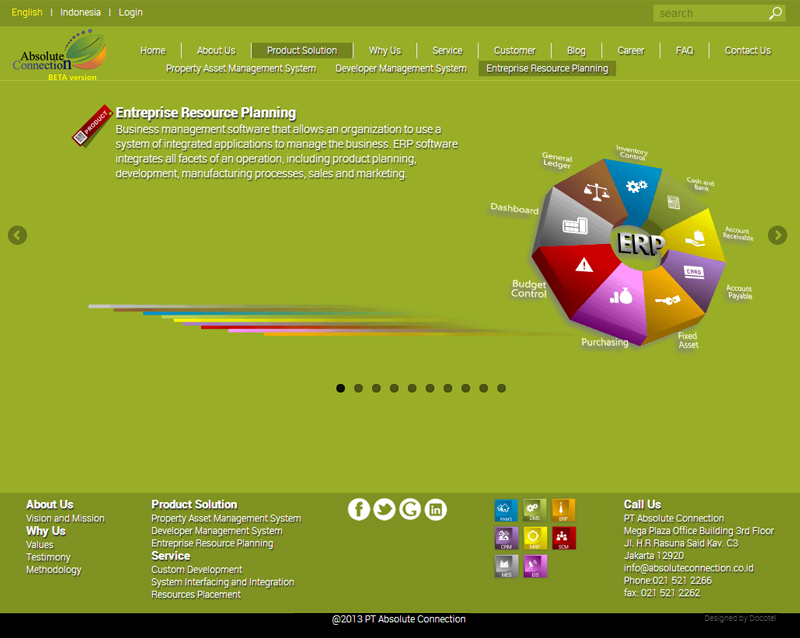 English | Indonesia | Login
search
Absolute
Connection
BETA version
Home | About Us | Product Solution | Why Us | Service | Customer | Blog | Career | FAQ | Contact Us
Property Asset Management System Developer Management System Entreprise Resource Planning
PRODUCT
Entreprise Resource Planning
Business management software that allows an organization to use a
system of integrated applications to manage the business. ERP software
integrates all facets of an operation, including product planning,
development, manufacturing processes, sales and marketing.
General
Ledger
Inventory
Control
Cash and
Bank
Dashboard
Account
Receivable
ERP
CARD
Budget
Control
Account
Payable
Purchasing
Fixed
Asset
About Us
Vision and Mission
Why Us
Values
Testimony
Methodology
Product Solution
Property Asset Management System
Developer Management System
Entreprise Resource Planning
Service
Custom Development
System Interfacing and Integration
Resources Placement
PAMS DMS ERP
CRM MRP SCM
MES EIS
Call Us
PT Absolute Connection
Mega Plaza Office Building 3rd Floor
Jl. H R Rasuna Said Kav. C3
Jakarta 12920
info@absoluteconnection.co.id
Phone:021 521 2266
fax: 021 521 2262
@2013 PT Absolute Connection
Designed by Docotel